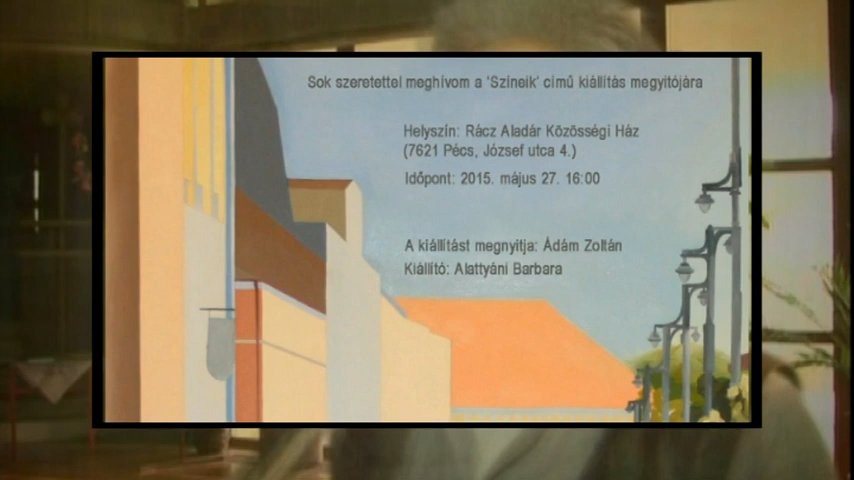 Sok szeretettel meghívom a 'Színeik' című kiállítás megyitójára
Helyszín: Rácz Aladár Közösségi Ház
(7621 Pécs, József utca 4.)
Időpont: 2015. május 27. 16:00
A kiállítást megnyitja: Ádám Zoltán
Kiállító: Alattyáni Barbara